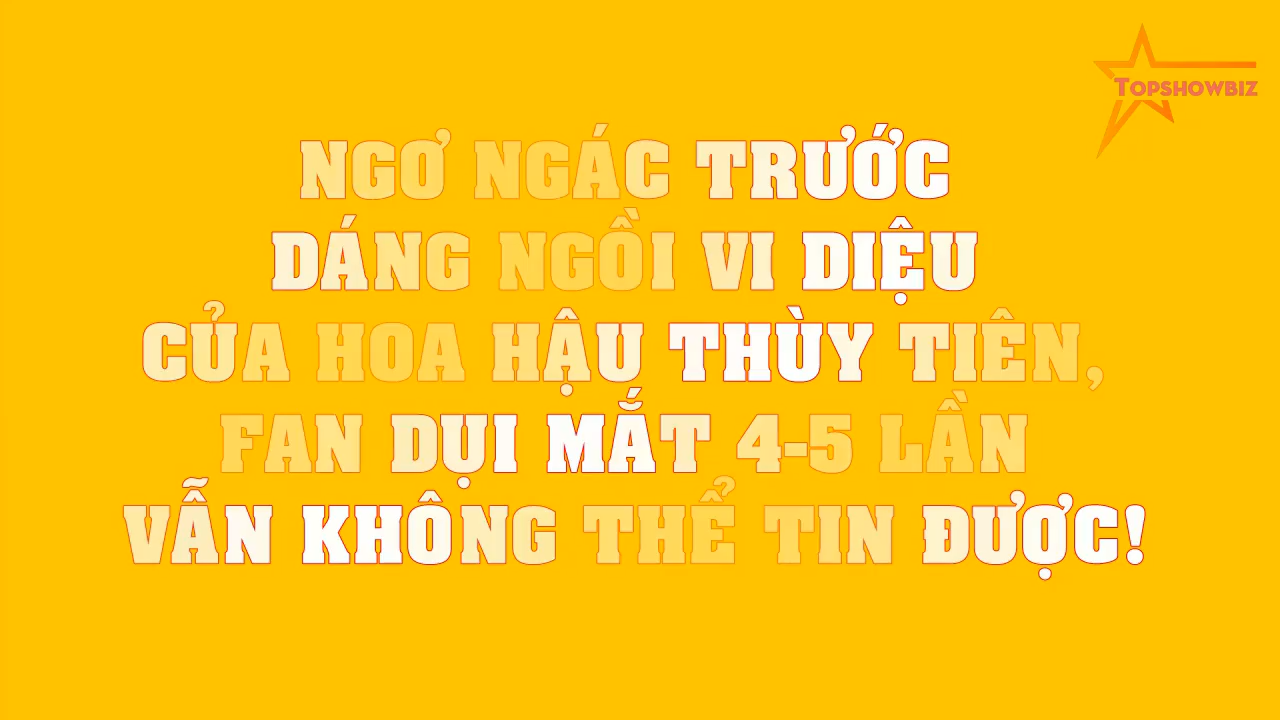 TOPSHOWBIZ
NGƠ NGÁC TRƯỚC
DÁNG NGỒI VI DIỆU
CỦA HOA HẬU THÙY TIÊN,
FAN DỤI MẮT 4-5 LẦN
VẪN KHÔNG THỂ TIN ĐƯỢC!